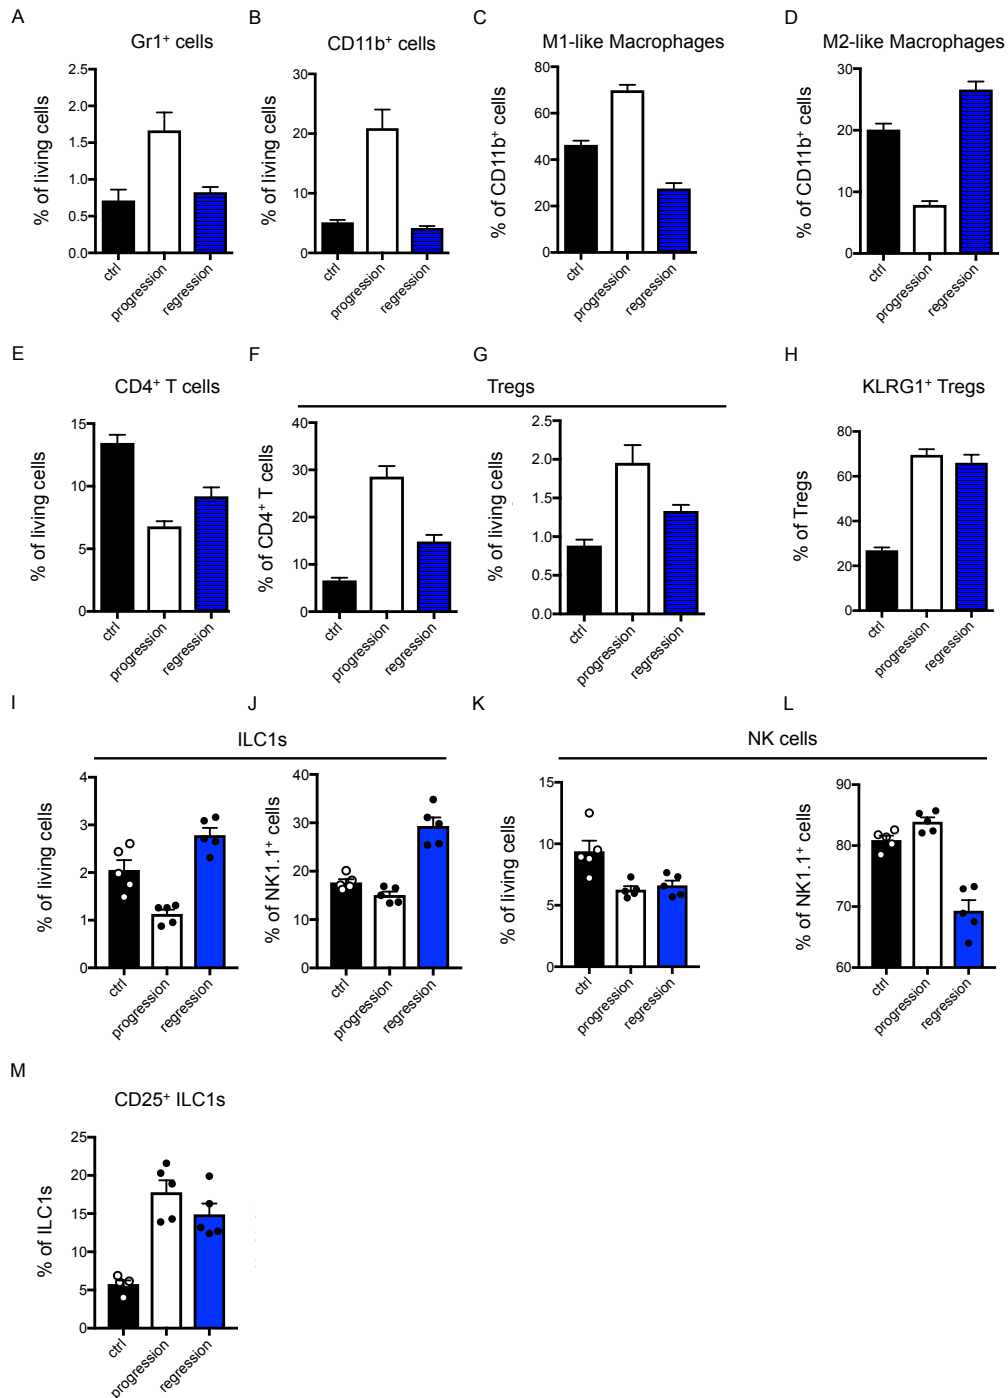 A
B
C
D
Gr1⁺ cells
CD11b⁺ cells
M1-like Macrophages
M2-like Macrophages
% of living cells
2.5
2.0
1.5
1.0
0.5
0.0
ctrl
progression
regression
% of living cells
30
20
10
0
ctrl
progression
regression
% of CD11b⁺ cells
80
60
40
20
0
ctrl
progression
regression
% of CD11b⁺ cells
30
20
10
0
ctrl
progression
regression
E
F
G
H
CD4⁺ T cells
Tregs
KLRG1⁺ Tregs
% of living cells
15
10
5
0
ctrl
progression
regression
% of CD4⁺ T cells
40
30
20
10
0
ctrl
progression
regression
% of living cells
2.5
2.0
1.5
1.0
0.5
0.0
ctrl
progression
regression
% of Tregs
80
60
40
20
0
ctrl
progression
regression
I
J
K
L
ILC1s
NK cells
% of living cells
4
3
2
1
0
ctrl
progression
regression
% of NK1.1⁺ cells
40
30
20
10
0
ctrl
progression
regression
% of living cells
15
10
5
0
ctrl
progression
regression
% of NK1.1⁺ cells
90
80
70
60
ctrl
progression
regression
M
CD25⁺ ILC1s
% of ILC1s
25
20
15
10
5
0
ctrl
progression
regression